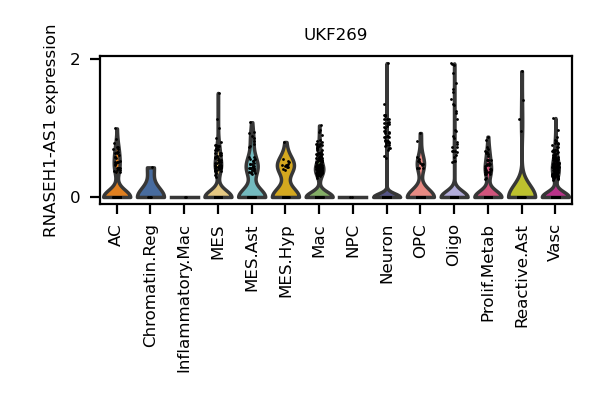 UKF269
RNASEH1-AS1 expression
2
0
AC
Chromatin.Reg
Inflammatory.Mac
MES
MES.Ast
MES.Hyp
Mac
NPC
Neuron
OPC
Oligo
Prolif.Metab
Reactive.Ast
Vasc